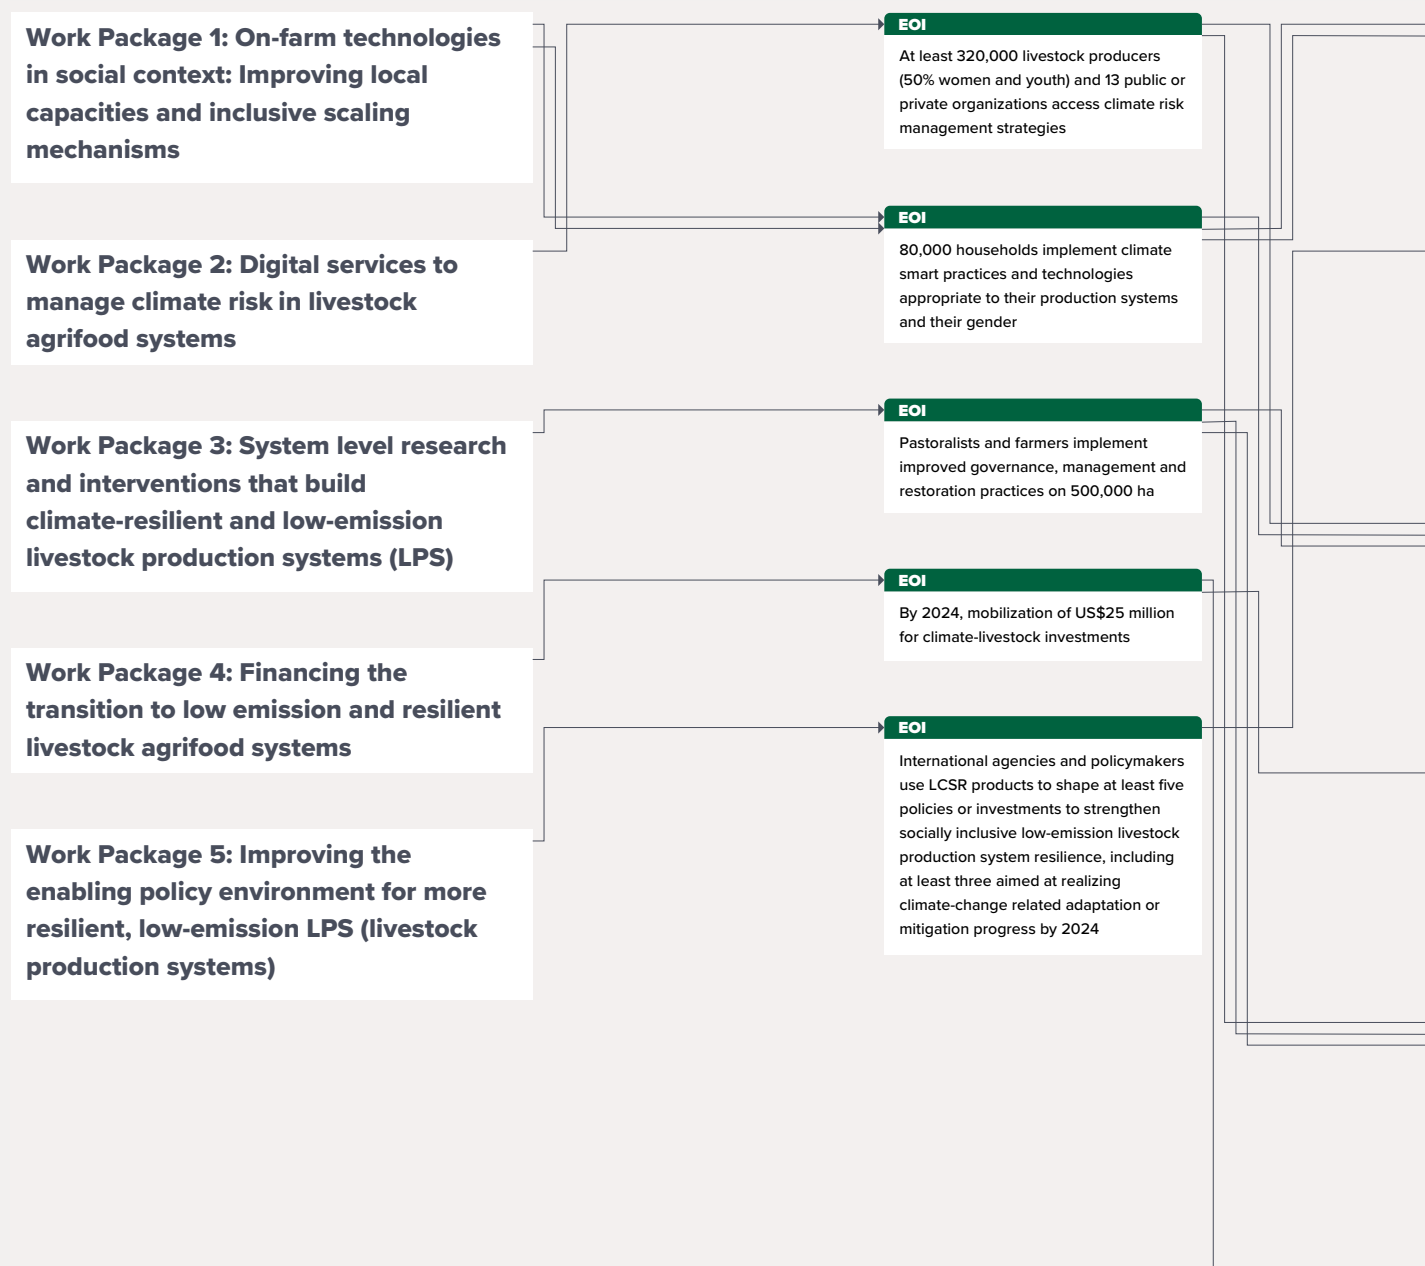 Work Package 1: On-farm technologies
in social context: Improving local
capacities and inclusive scaling
mechanisms
Work Package 2: Digital services to
manage climate risk in livestock
agrifood systems
Work Package 3: System level research
and interventions that build
climate-resilient and low-emission
livestock production systems (LPS)
Work Package 4: Financing the
transition to low emission and resilient
livestock agrifood systems
Work Package 5: Improving the
enabling policy environment for more
resilient, low-emission LPS (livestock
production systems)
EOI
At least 320,000 livestock producers
(50% women and youth) and 13 public or
private organizations access climate risk
management strategies
EOI
80,000 households implement climate
smart practices and technologies
appropriate to their production systems
and their gender
EOI
Pastoralists and farmers implement
improved governance, management and
restoration practices on 500,000 ha
EOI
By 2024, mobilization of US$25 million
for climate-livestock investments
EOI
International agencies and policymakers
use LCSR products to shape at least five
policies or investments to strengthen
socially inclusive low-emission livestock
production system resilience, including
at least three aimed at realizing
climate-change related adaptation or
mitigation progress by 2024